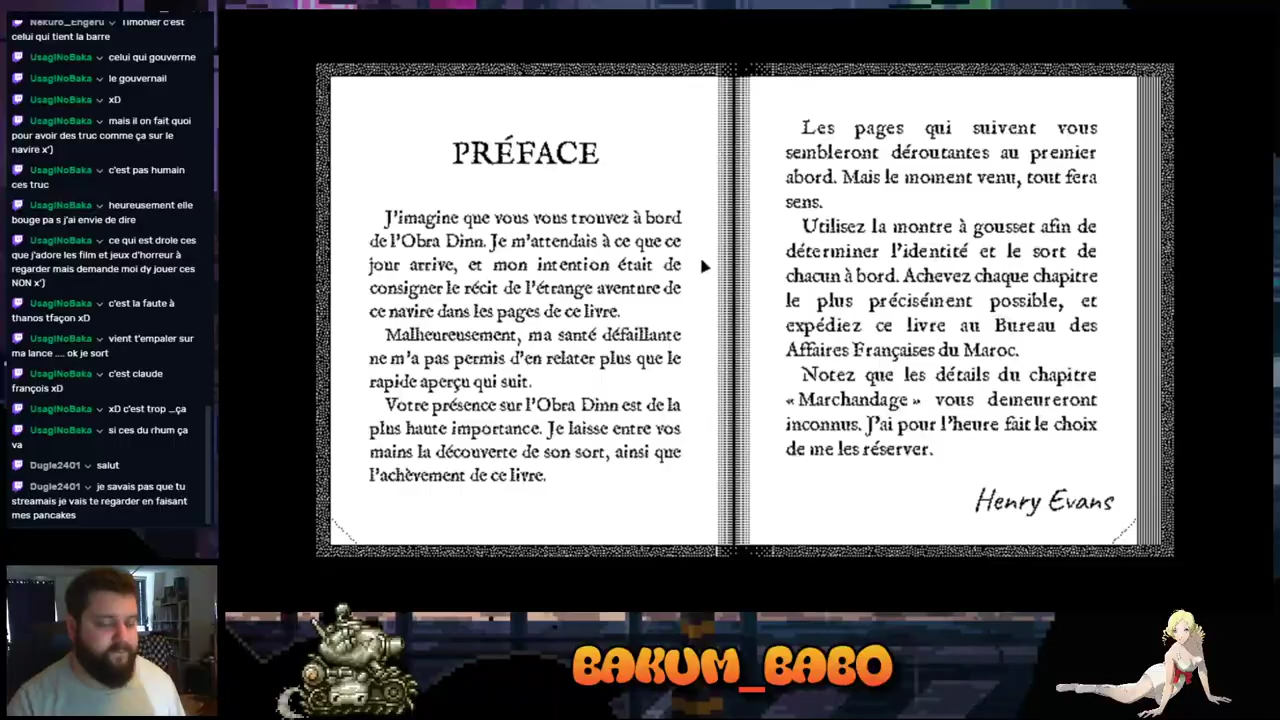 Nekuro_Engeru Timonier c'est
celui qui tient la barre
UsagiNoBaka celui qui gouverrne
UsagiNoBaka le gouvernail
UsagiNoBaka xD
UsagiNoBaka mais il on fait quoi
pour avoir des truc comme ça sur le
navire x')
UsagiNoBaka c'est pas humain
ces truc
UsagiNoBaka heureusement elle
bouge pa s j'ai envie de dire
UsagiNoBaka ce qui est drole ces
que j'adore les film et jeux d'horreur à
regarder mais demande moi dy jouer ces
NON x')
UsagiNoBaka c'est la faute à
thanos tfaçon xD
UsagiNoBaka vient t'empaler sur
ma lance .... ok je sort
UsagiNoBaka c'est claude
françois xD
UsagiNoBaka xD c'est trop _ça
UsagiNoBaka si ces du rhum ça
va
Dugle2401 salut
Dugle2401 je savais pas que tu
streamais je vais te regarder en faisant
mes pancakes
PRÉFACE
J'imagine que vous vous trouvez à bord
de l'Obra Dinn. Je m'attendais à ce que ce
jour arrive, et mon intention était de
consigner le récit de l'étrange aventure de
ce navire dans les pages de ce livre.
Malheureusement, ma santé défaillante
ne m'a pas permis d'en relater plus que le
rapide aperçu qui suit.
Votre présence sur l'Obra Dinn est de la
plus haute importance. Je laisse entre vos
mains la découverte de son sort, ainsi que
l'achèvement de ce livre.
Les pages qui suivent vous
sembleront déroutantes au premier
abord. Mais le moment venu, tout fera
sens.
Utilisez la montre à gousset afin de
déterminer l'identité et le sort de
chacun à bord. Achevez chaque chapitre
le plus précisément possible, et
expédiez ce livre au Bureau des
Affaires Françaises du Maroc.
Notez que les détails du chapitre
« Marchandage » vous demeureront
inconnus. J'ai pour l'heure fait le choix
de me les réserver.
Henry Evans
BAKUM_BABO